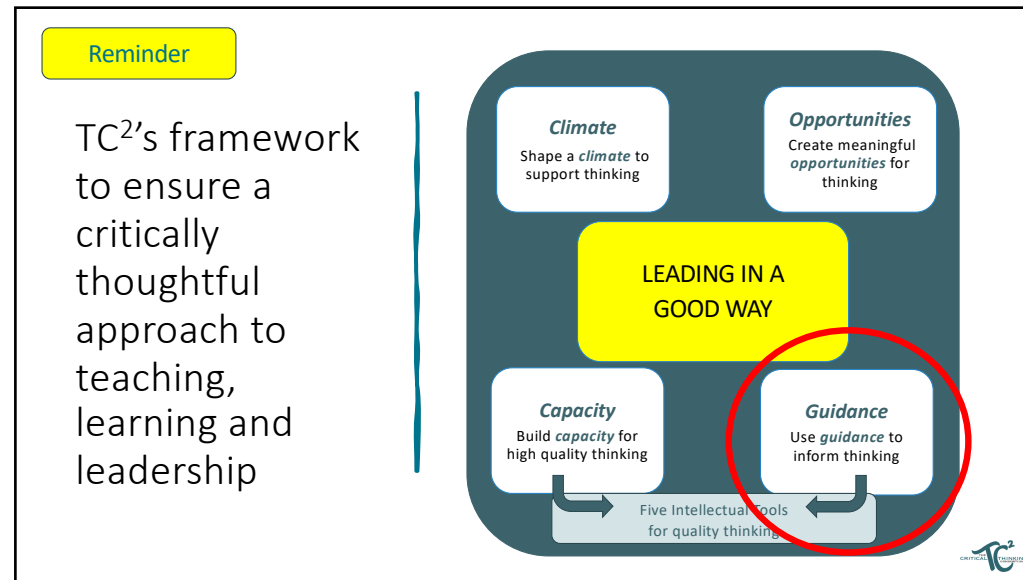 Reminder
TC²'s framework
to ensure a
critically
thoughtful
approach to
teaching,
learning and
leadership
Climate
Shape a climate to
support thinking
Opportunities
Create meaningful
opportunities for
thinking
LEADING IN A
GOOD WAY
Capacity
Build capacity for
high quality thinking
Guidance
Use guidance to
inform thinking
Five Intellectual Tools
for quality thinking
TC²
CRITICAL THINKING